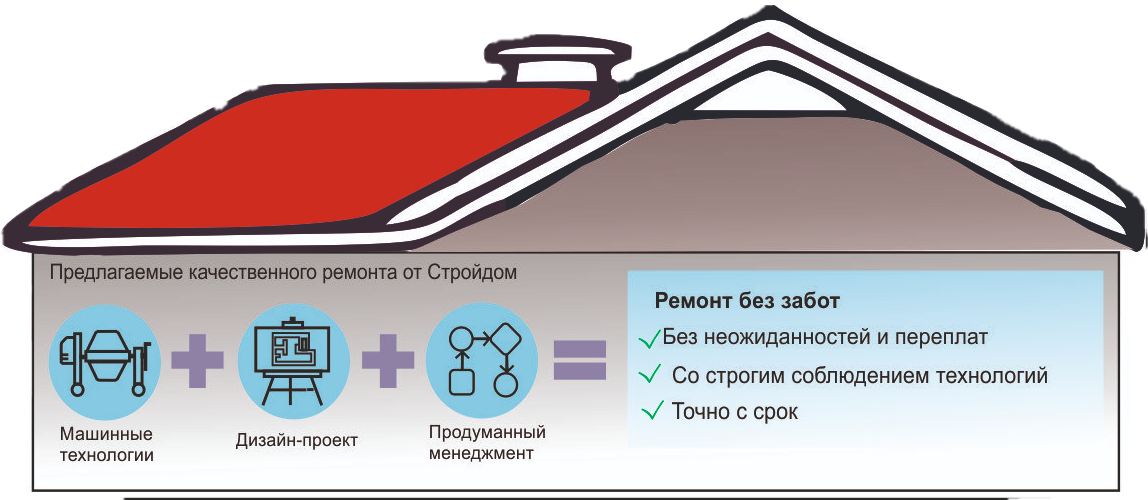 Предлагаемые качественного ремонта от Стройдом
Машинные
технологии
Дизайн-проект
Продуманный
менеджмент
Ремонт без забот
Без неожиданностей и переплат
Со строгим соблюдением технологий
Точно с срок